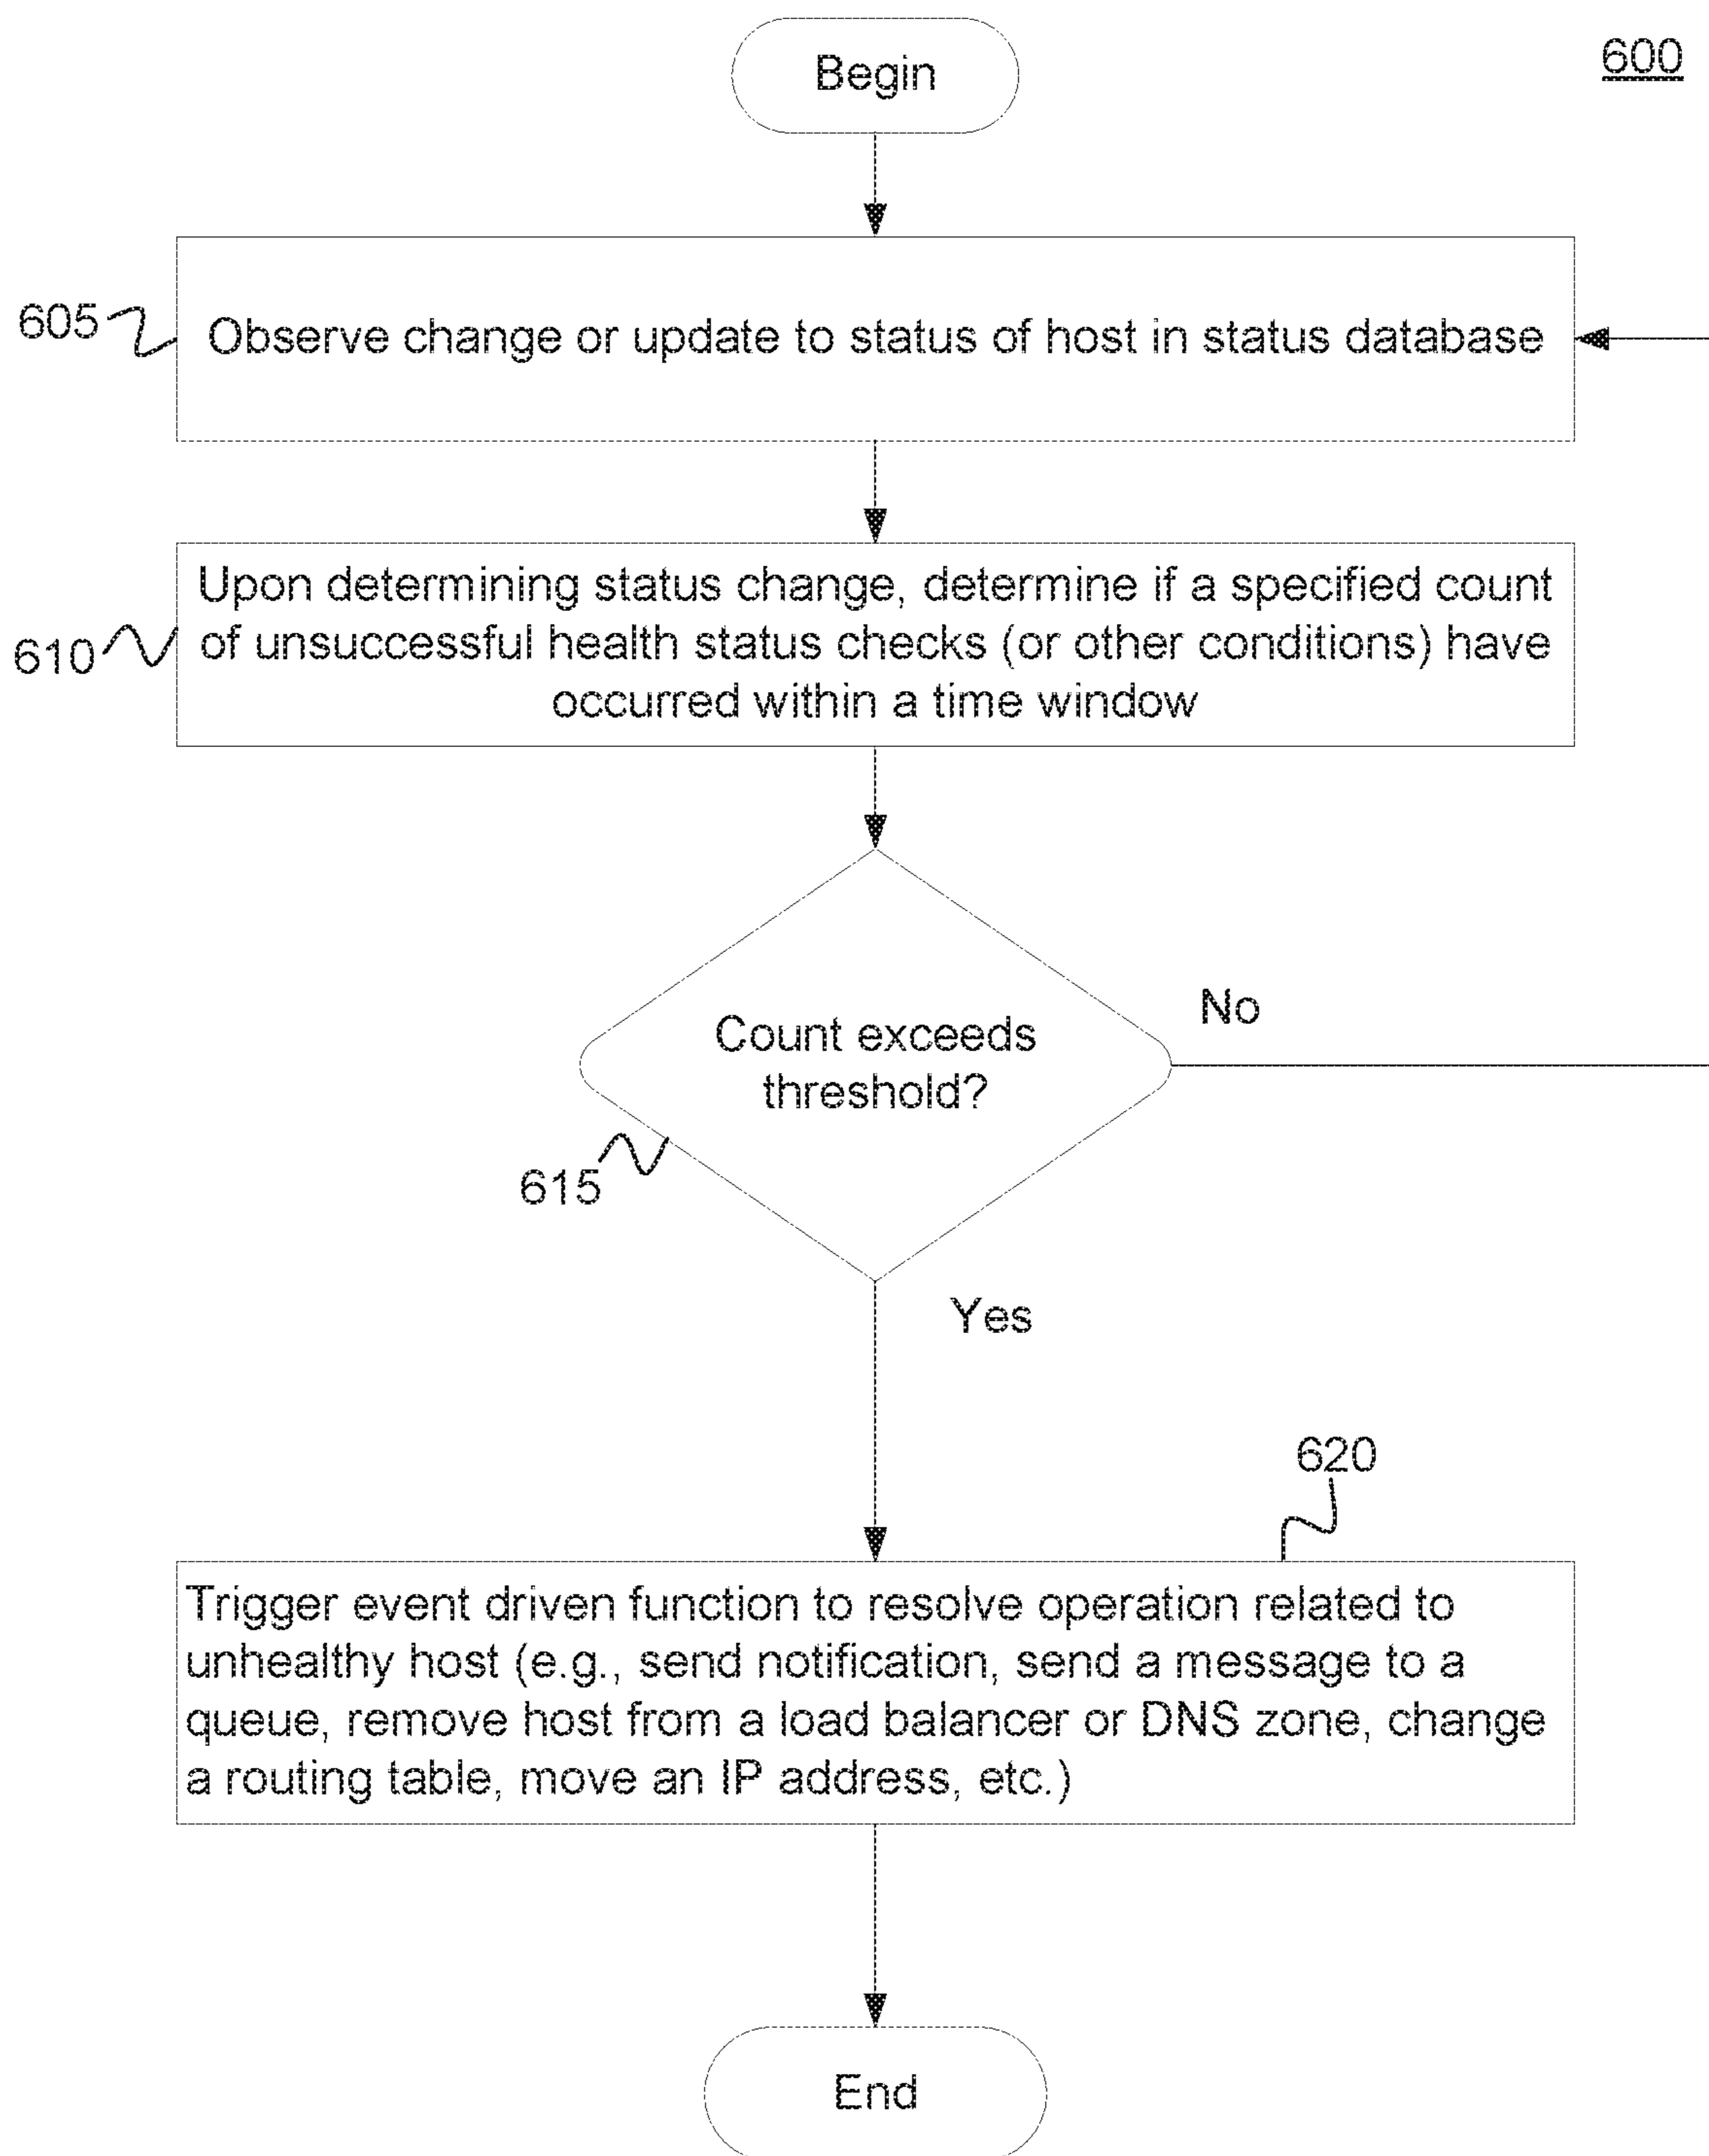 600
Begin
605
Observe change or update to status of host in status database
610
Upon determining status change, determine if a specified count
of unsuccessful health status checks (or other conditions) have
occurred within a time window
Count exceeds
threshold?
No
615
Yes
620
Trigger event driven function to resolve operation related to
unhealthy host (e.g., send notification, send a message to a
queue, remove host from a load balancer or DNS zone, change
a routing table, move an IP address, etc.)
End